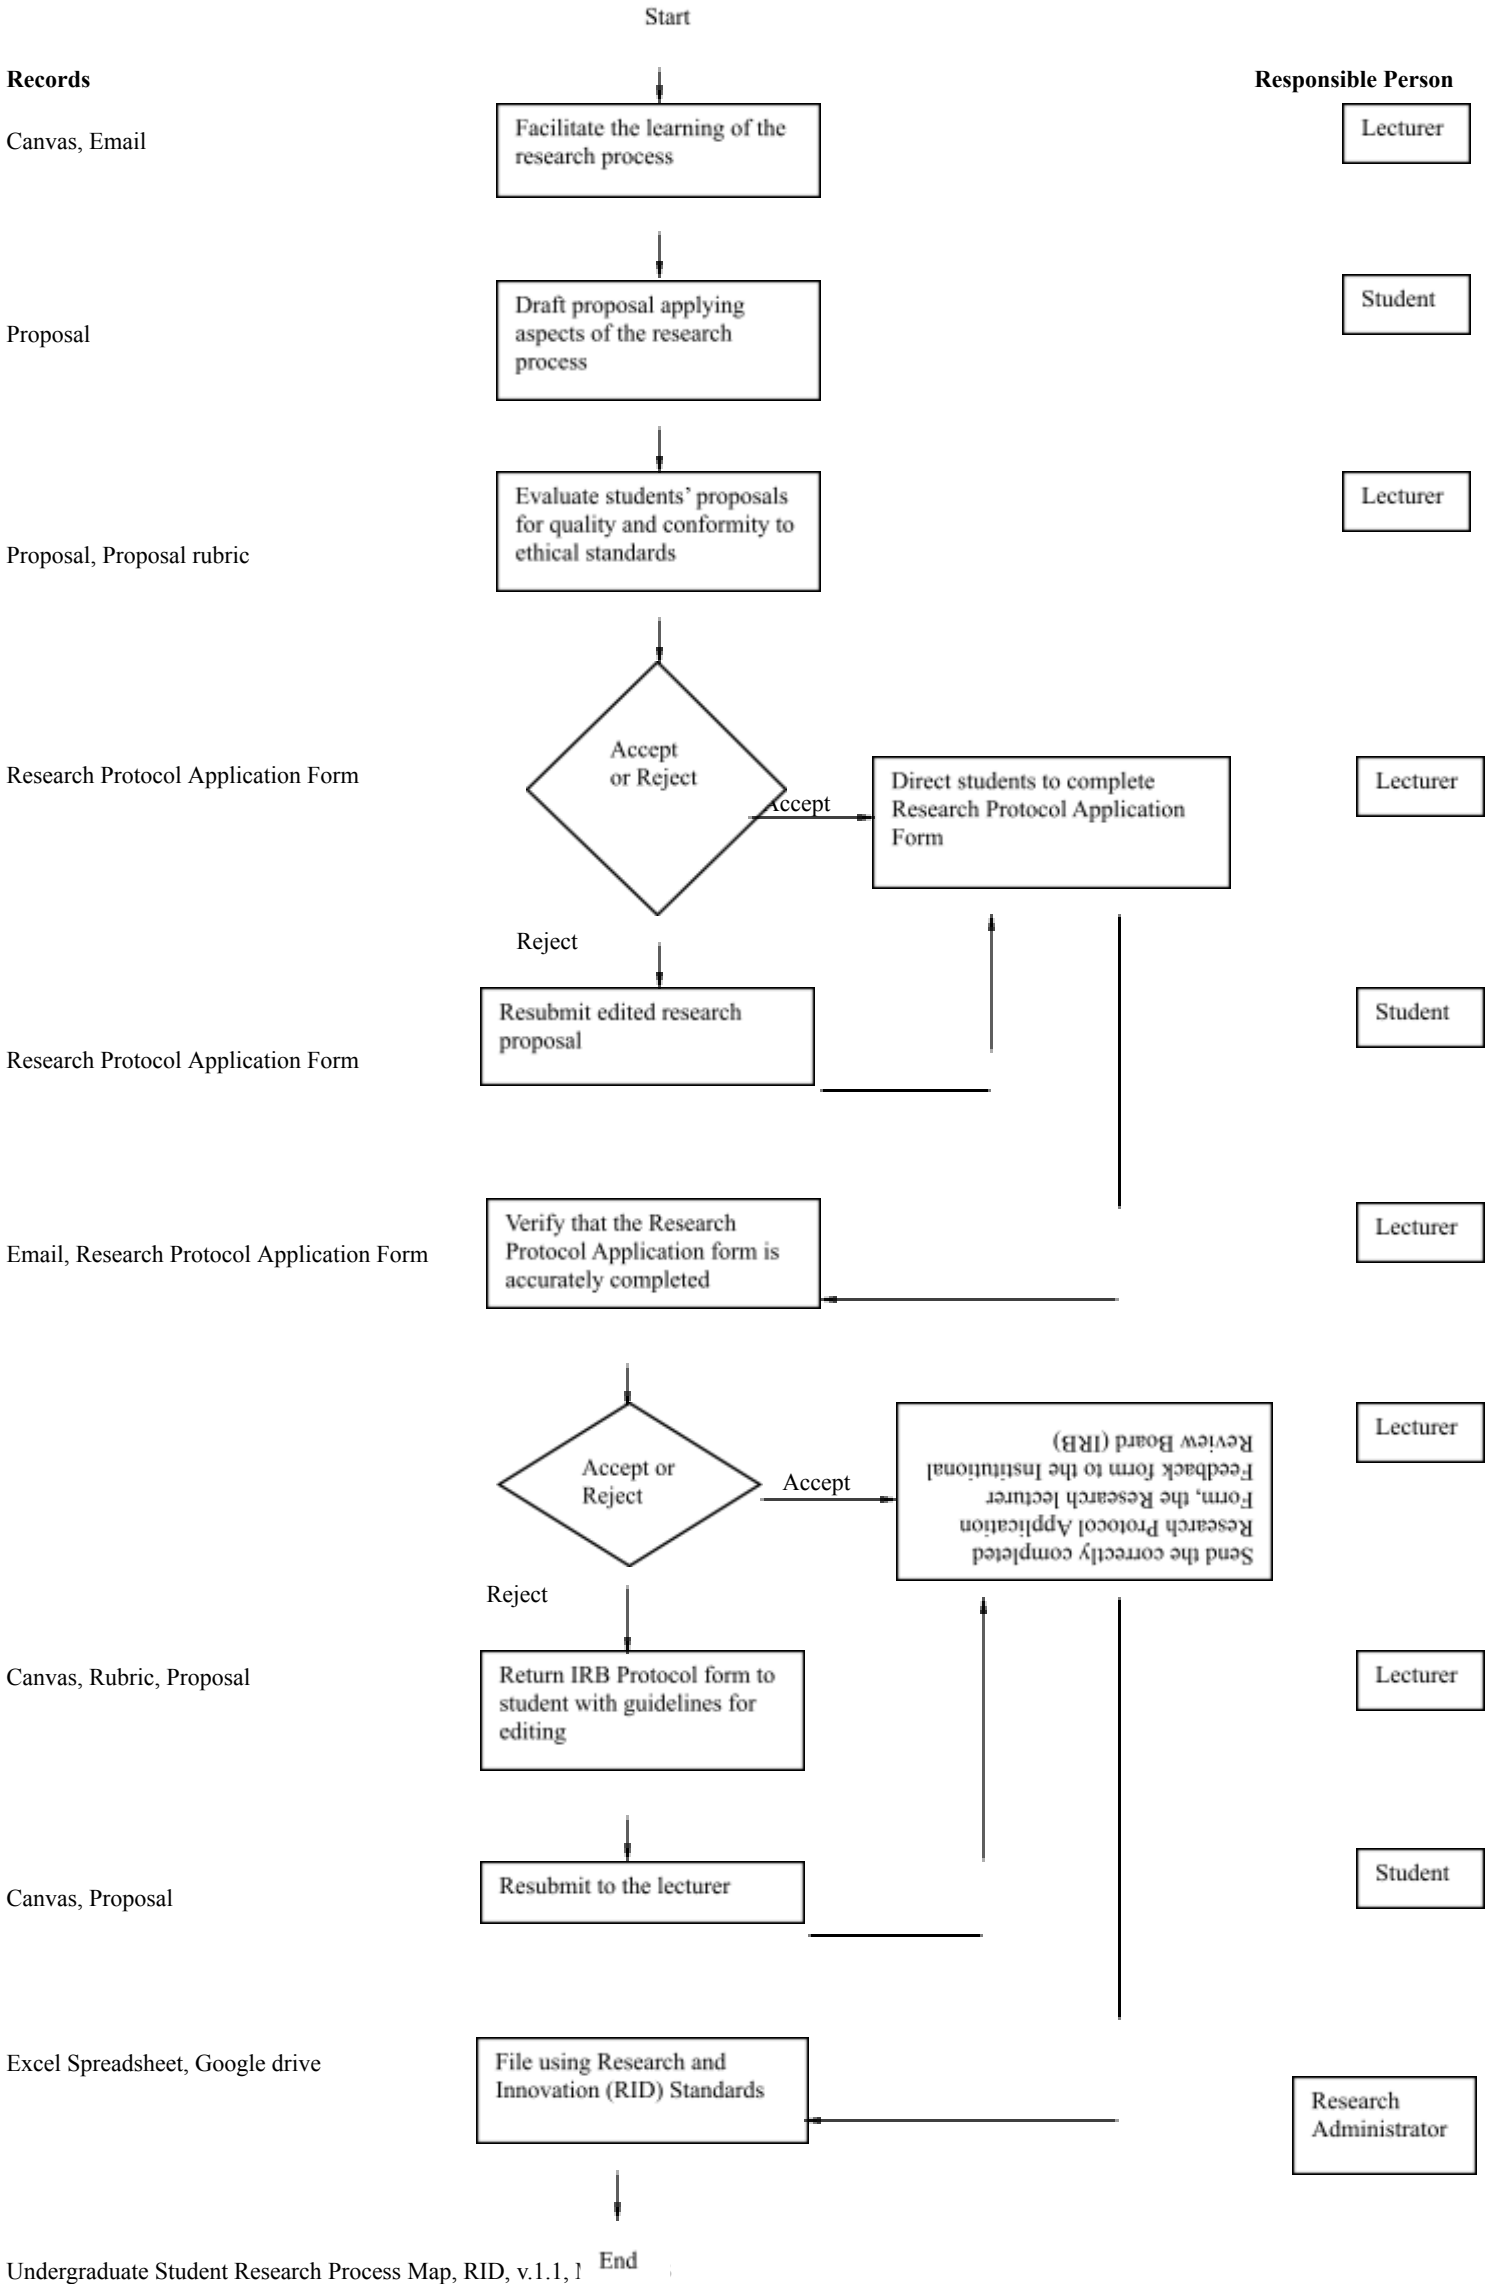 Start
Records
Responsible Person
Canvas, Email
Facilitate the learning of the
research process
Lecturer
Proposal
Draft proposal applying
aspects of the research
process
Student
Proposal, Proposal rubric
Evaluate students’ proposals
for quality and conformity to
ethical standards
Lecturer
Research Protocol Application Form
Accept
or Reject
Accept
Direct students to complete
Research Protocol Application
Form
Lecturer
Reject
Research Protocol Application Form
Resubmit edited research
proposal
Student
Email, Research Protocol Application Form
Verify that the Research
Protocol Application form is
accurately completed
Lecturer
Accept or
Reject
Accept
Send the correctly completed
Research Protocol Application
Form, the Research lecturer
Feedback form to the Institutional
Review Board (IRB)
Lecturer
Reject
Canvas, Rubric, Proposal
Return IRB Protocol form to
student with guidelines for
editing
Lecturer
Canvas, Proposal
Resubmit to the lecturer
Student
Excel Spreadsheet, Google drive
File using Research and
Innovation (RID) Standards
Research
Administrator
End
Undergraduate Student Research Process Map, RID, v.1.1,